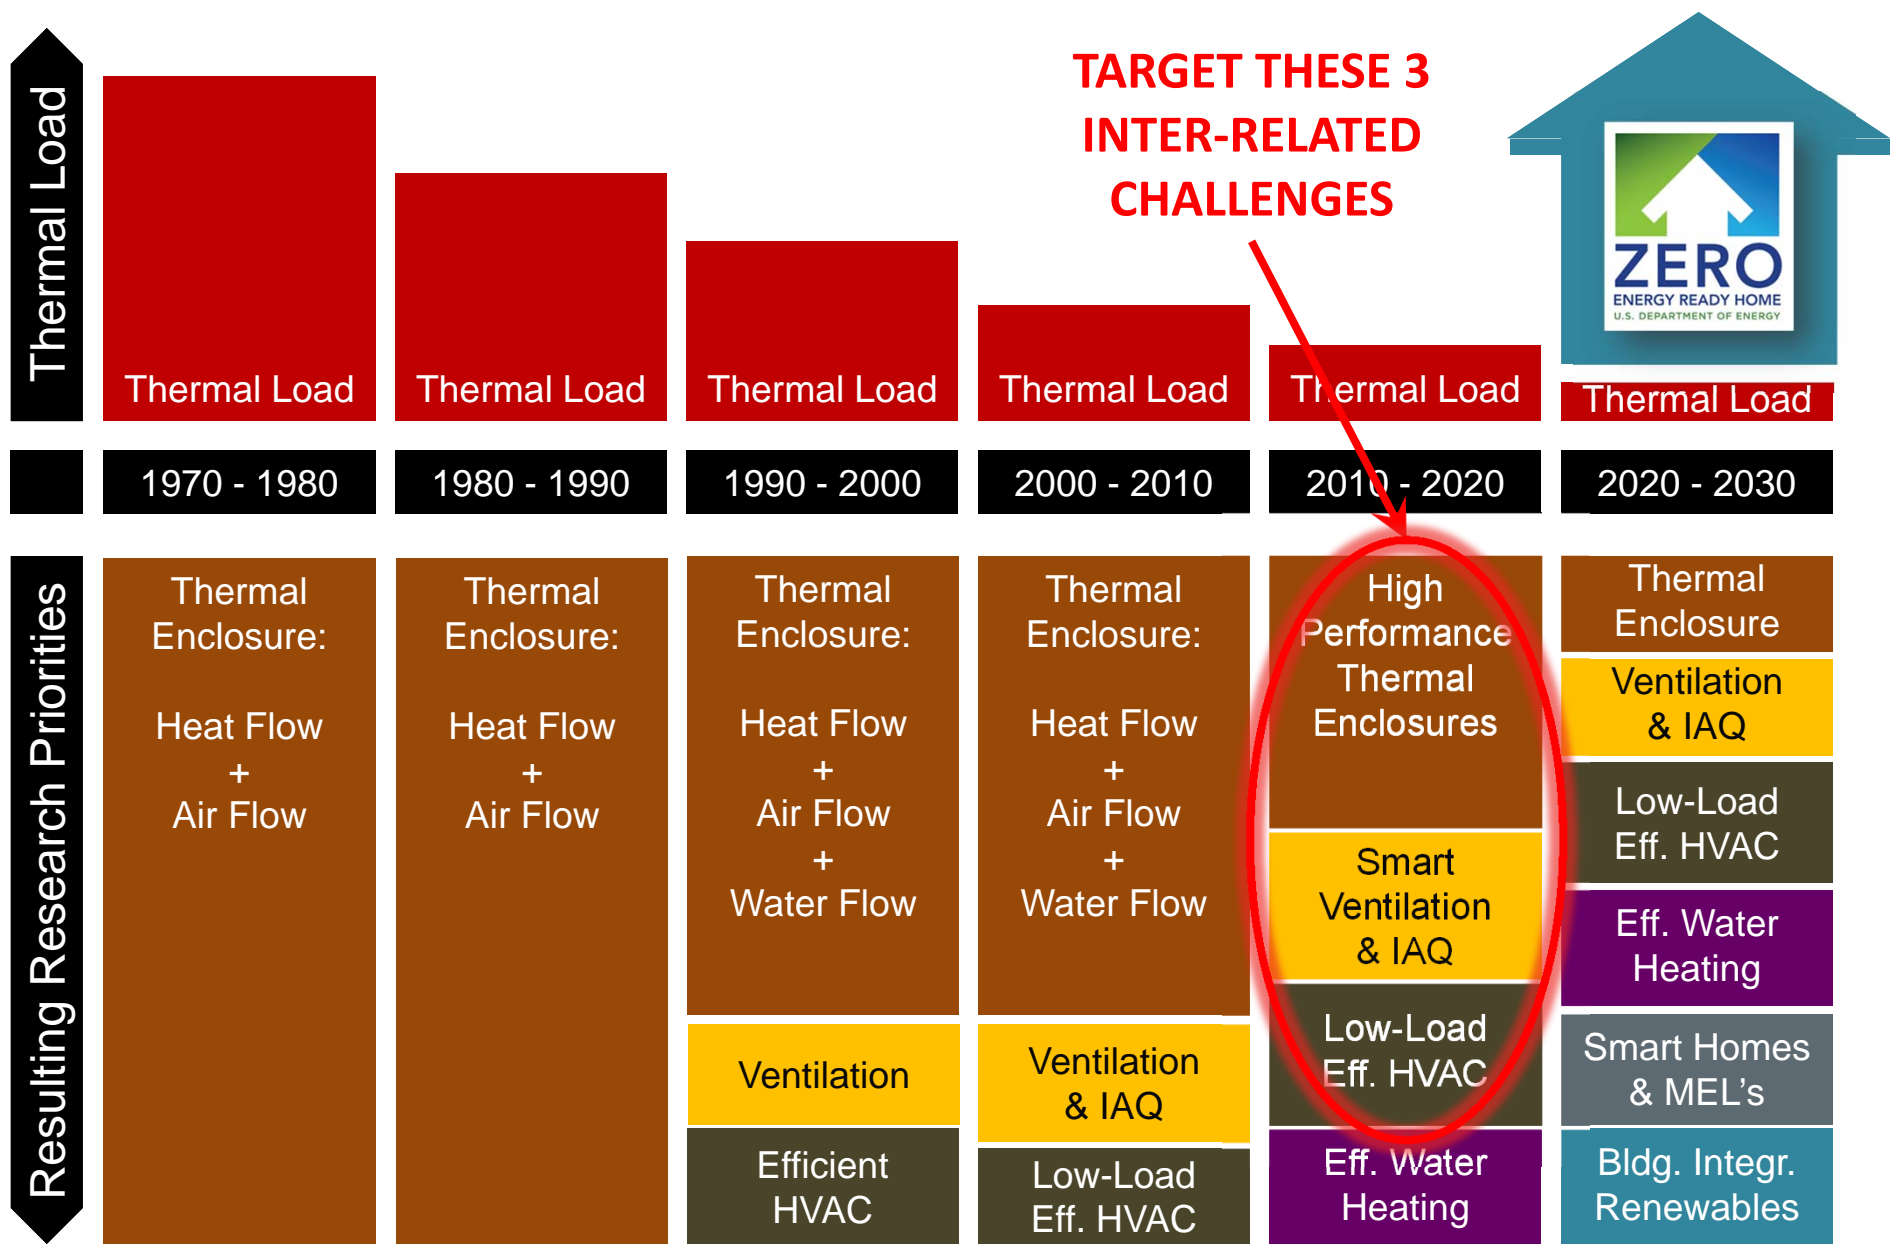 TARGET THESE 3
INTER-RELATED
CHALLENGES
ZERO
ENERGY READY HOME
U.S. DEPARTMENT OF ENERGY
Thermal Load
Thermal Load
Thermal Load
Thermal Load
Thermal Load
Thermal Load
Thermal Load
1970 - 1980
1980 - 1990
1990 - 2000
2000 - 2010
2010 - 2020
2020 - 2030
Resulting Research Priorities
Thermal
Enclosure:
Heat Flow
+
Air Flow
Thermal
Enclosure:
Heat Flow
+
Air Flow
Thermal
Enclosure:
Heat Flow
+
Air Flow
+
Water Flow
Ventilation
Efficient
HVAC
Thermal
Enclosure:
Heat Flow
+
Air Flow
+
Water Flow
Ventilation
& IAQ
Low-Load
Eff. HVAC
High
Performance
Thermal
Enclosures
Smart
Ventilation
& IAQ
Low-Load
Eff. HVAC
Eff. Water
Heating
Thermal
Enclosure
Ventilation
& IAQ
Low-Load
Eff. HVAC
Eff. Water
Heating
Smart Homes
& MEL's
Bldg. Integr.
Renewables